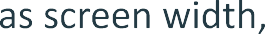 as screen width,